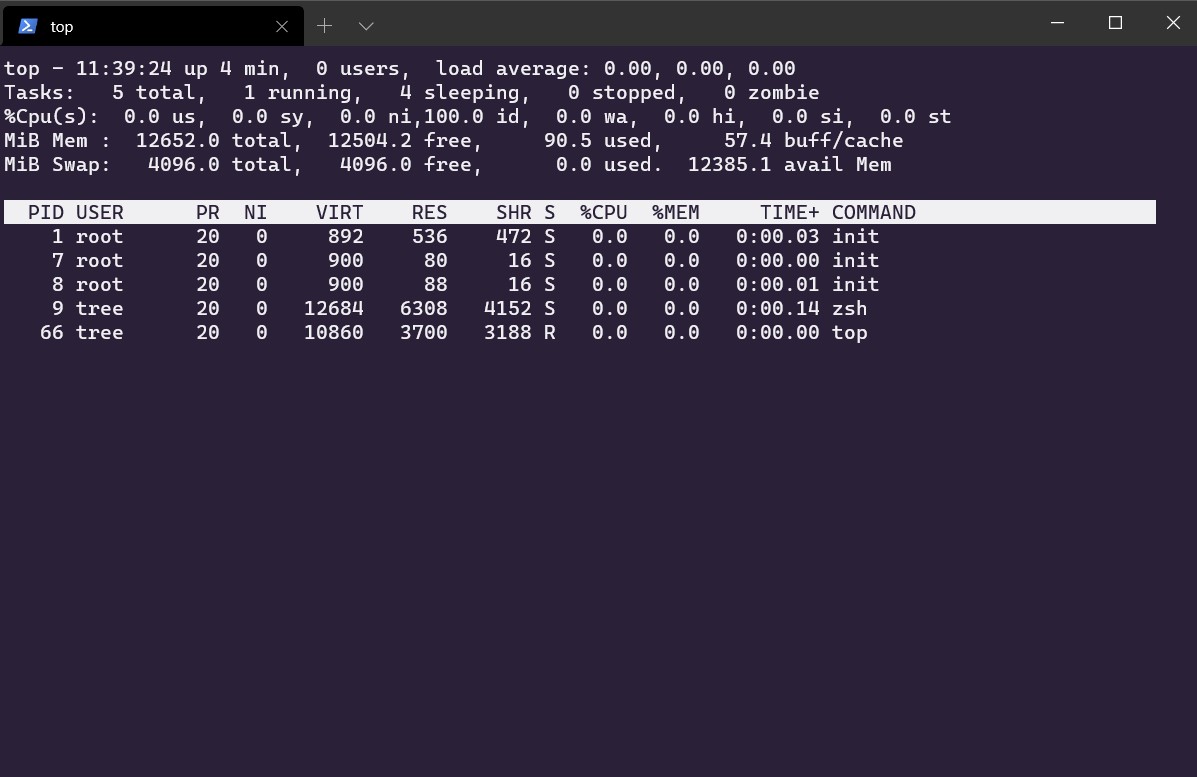 top
top - 11:39:24 up 4 min,  0 users,  load average: 0.00, 0.00, 0.00
Tasks:   5 total,   1 running,   4 sleeping,   0 stopped,   0 zombie
%Cpu(s):  0.0 us,  0.0 sy,  0.0 ni,100.0 id,  0.0 wa,  0.0 hi,  0.0 si,  0.0 st
MiB Mem :  12652.0 total,  12504.2 free,     90.5 used,     57.4 buff/cache
MiB Swap:   4096.0 total,   4096.0 free,      0.0 used.  12385.1 avail Mem
  PID USER      PR  NI    VIRT    RES    SHR S  %CPU  %MEM     TIME+ COMMAND
    1 root      20   0     892    536    472 S   0.0   0.0   0:00.03 init
    7 root      20   0     900     80     16 S   0.0   0.0   0:00.00 init
    8 root      20   0     900     88     16 S   0.0   0.0   0:00.01 init
    9 tree      20   0   12684   6308   4152 S   0.0   0.0   0:00.14 zsh
   66 tree      20   0   10860   3700   3188 R   0.0   0.0   0:00.00 top